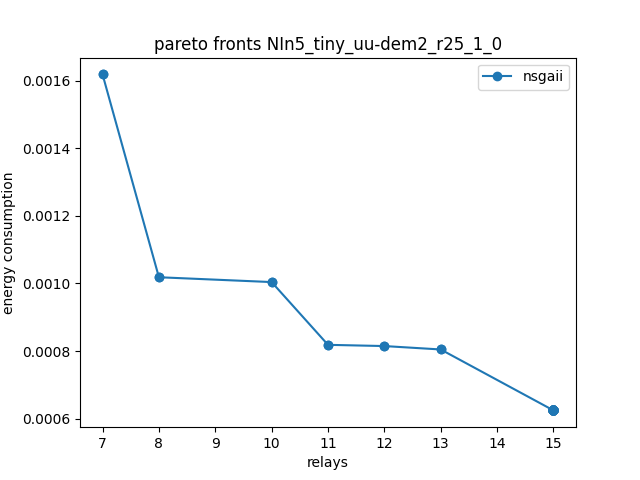 pareto fronts NIn5_tiny_uu-dem2_r25_1_0
nsgaii
0.0016
0.0014
0.0012
0.0010
0.0008
0.0006
energy consumption
7 8 9 10 11 12 13 14 15
relays